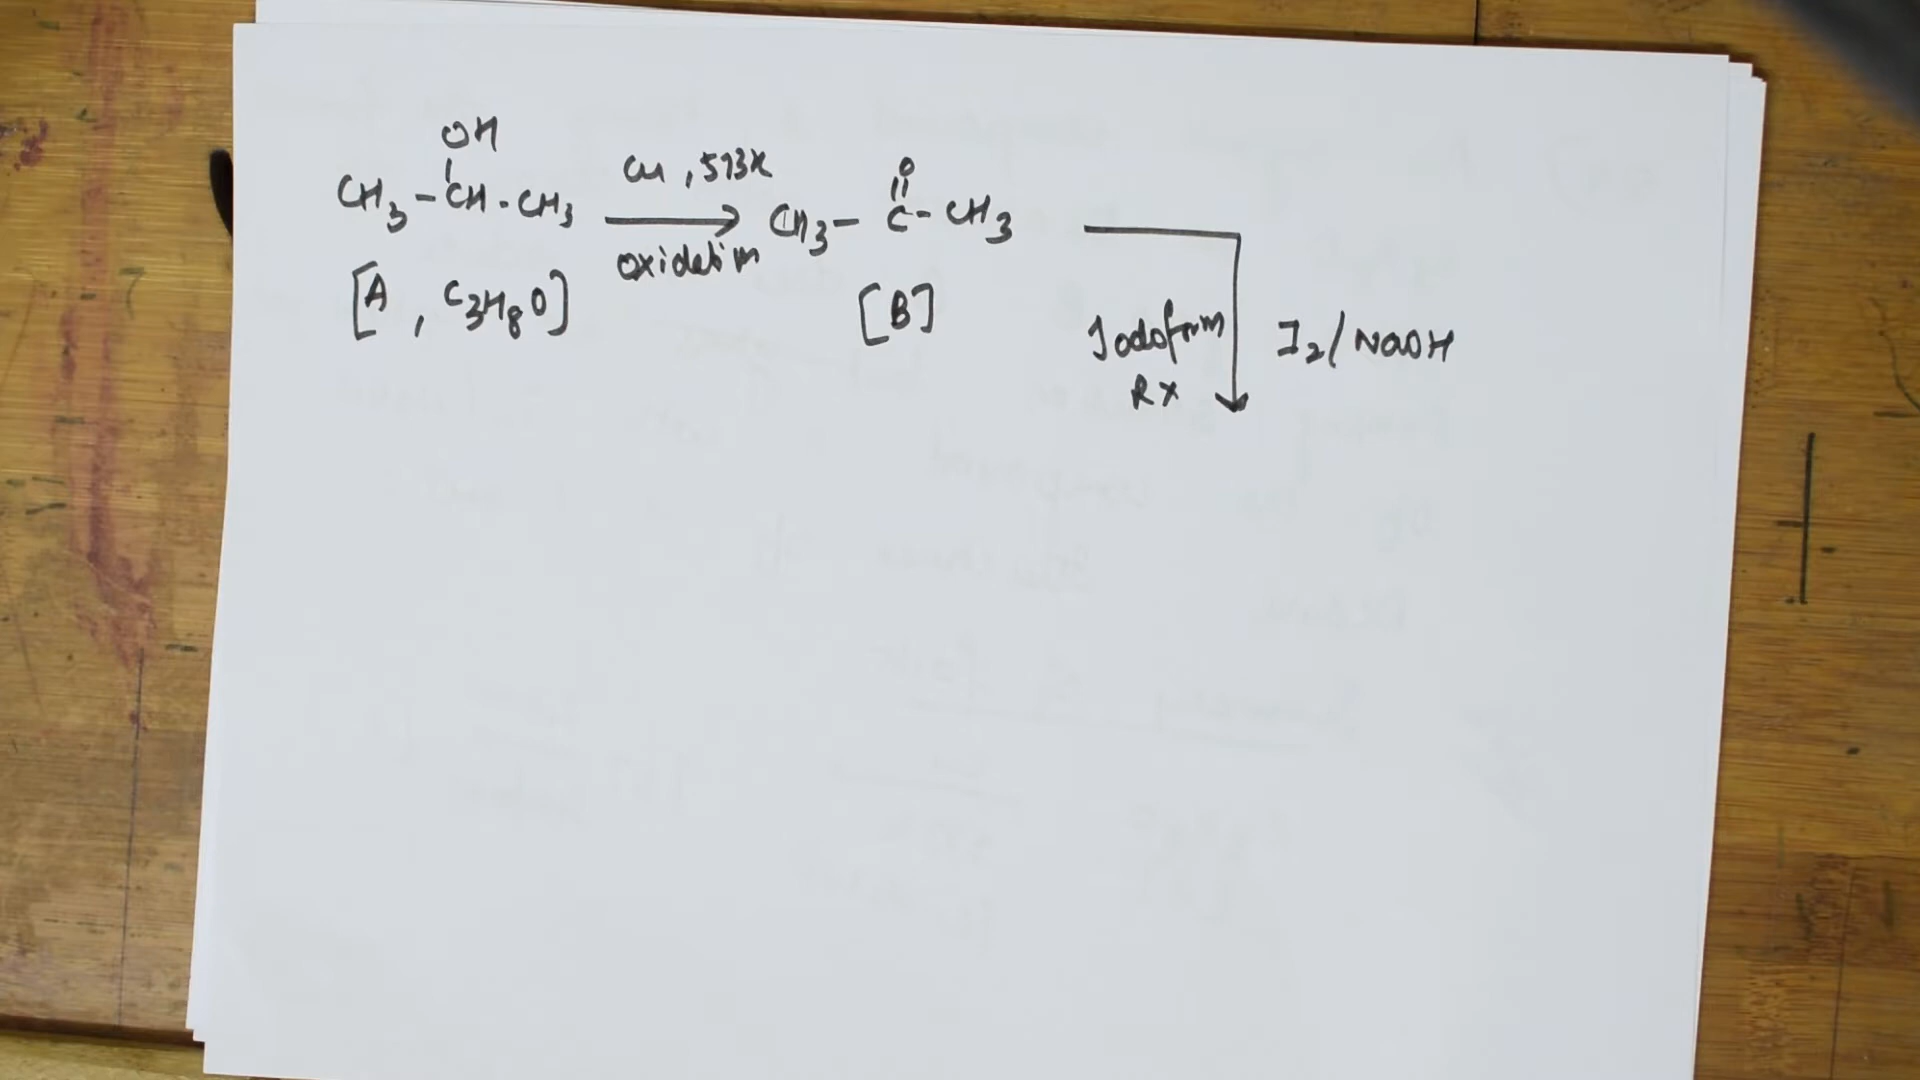 OH
CH3 - CH - CH3
Cu, 573K
oxidation
O
CH3 - C - CH3
[A, C3H8O]
[B]
Iodoform
Rx
I2/NaOH